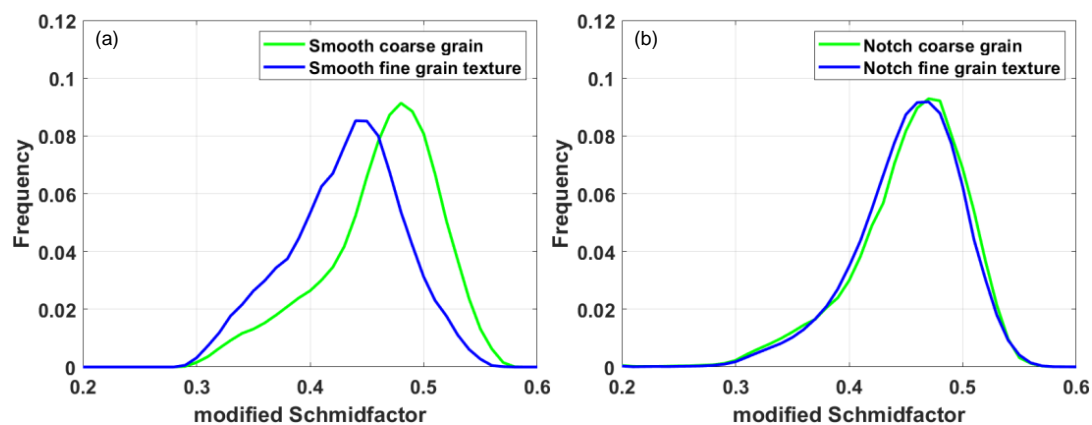 (a)
Smooth coarse grain
Smooth fine grain texture
Frequency
0.12
0.1
0.08
0.06
0.04
0.02
0
0.2 0.3 0.4 0.5 0.6
modified Schmidfactor
(b)
Notch coarse grain
Notch fine grain texture
Frequency
0.12
0.1
0.08
0.06
0.04
0.02
0
0.2 0.3 0.4 0.5 0.6
modified Schmidfactor